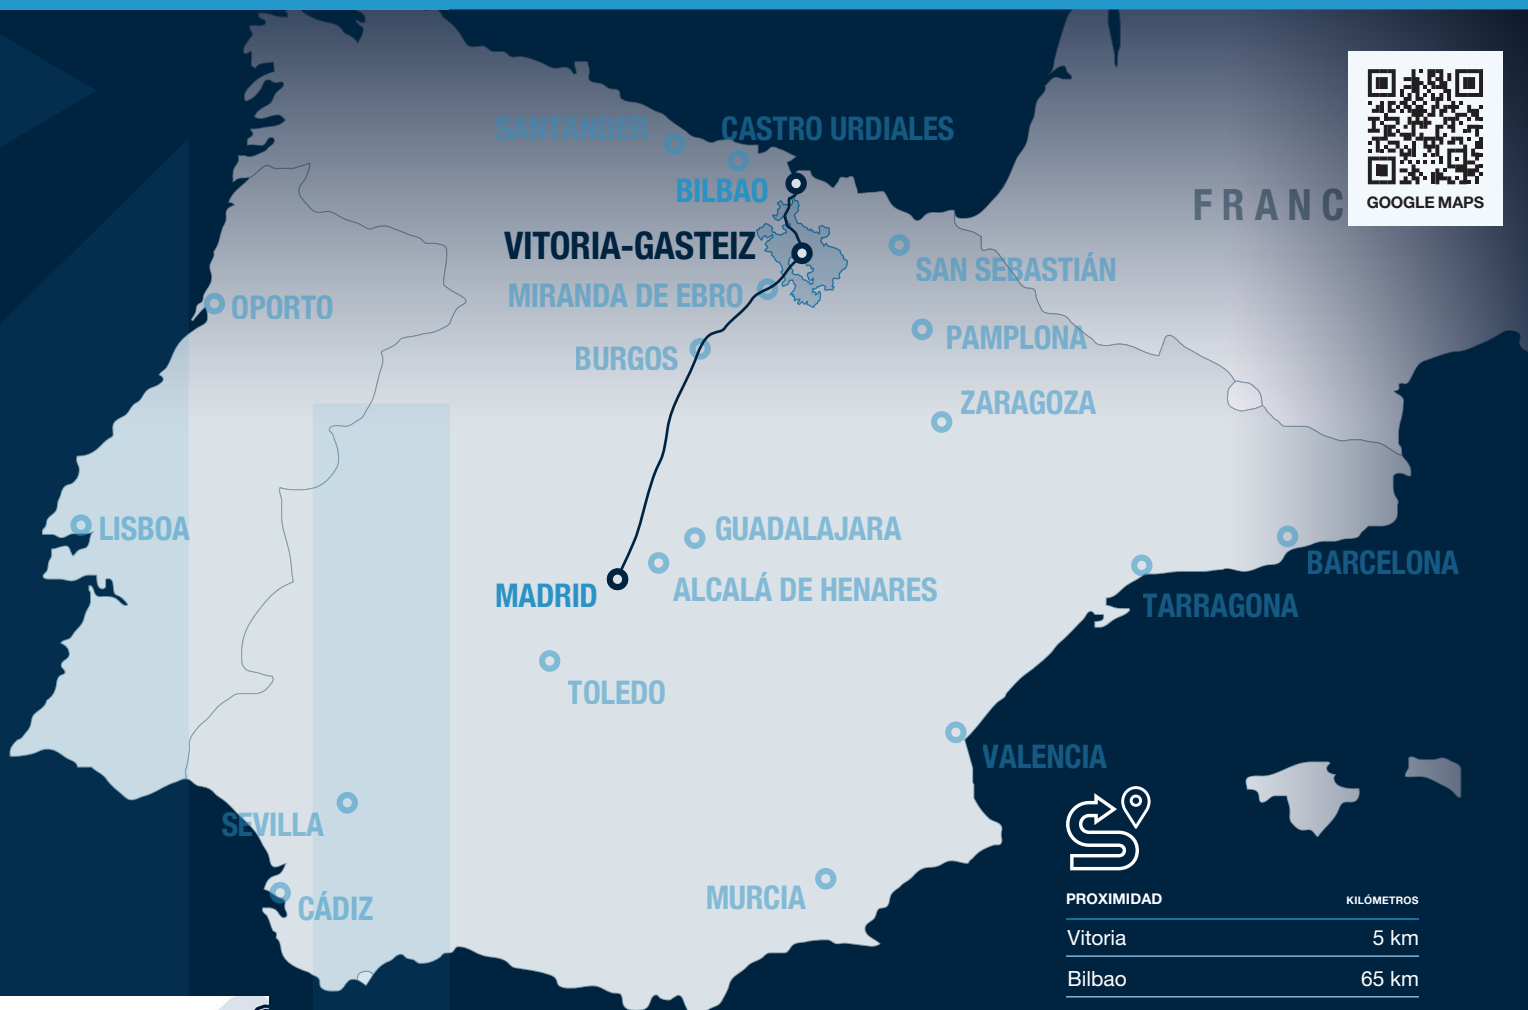 SANTANDER
CASTRO URDIALES
BILBAO
FRANC
GOOGLE MAPS
VITORIA-GASTEIZ
SAN SEBASTIÁN
MIRANDA DE EBRO
OPORTO
PAMPLONA
BURGOS
ZARAGOZA
LISBOA
GUADALAJARA
BARCELONA
MADRID
ALCALÁ DE HENARES
TARRAGONA
TOLEDO
VALENCIA
SEVILLA
CÁDIZ
MURCIA
PROXIMIDAD KILÓMETROS
Vitoria 5 km
Bilbao 65 km